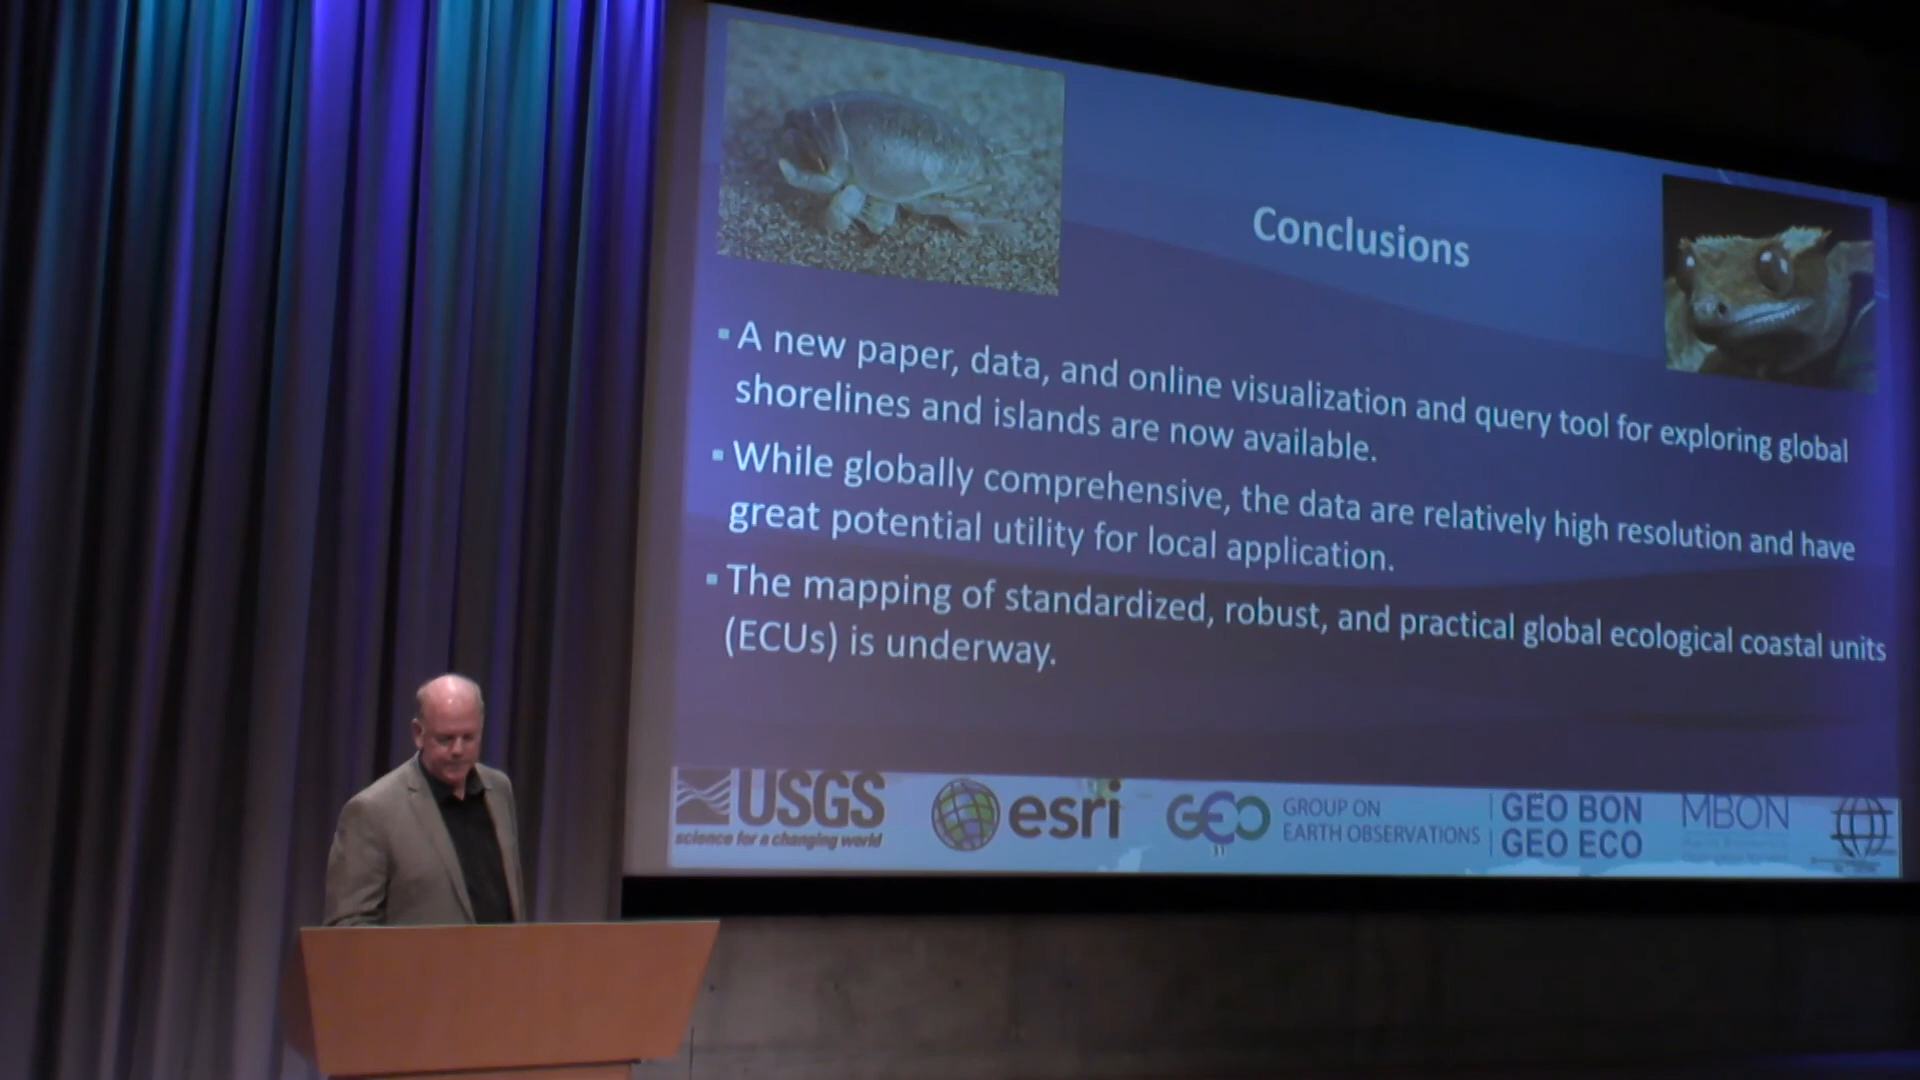 Conclusions
▪ A new paper, data, and online visualization and query tool for exploring global
shorelines and islands are now available.
▪ While globally comprehensive, the data are relatively high resolution and have
great potential utility for local application.
▪ The mapping of standardized, robust, and practical global ecological coastal units
(ECUs) is underway.
USGS
science for a changing world
esri
GEO
GROUP ON
EARTH OBSERVATIONS
GEO BON
GEO ECO
MBON